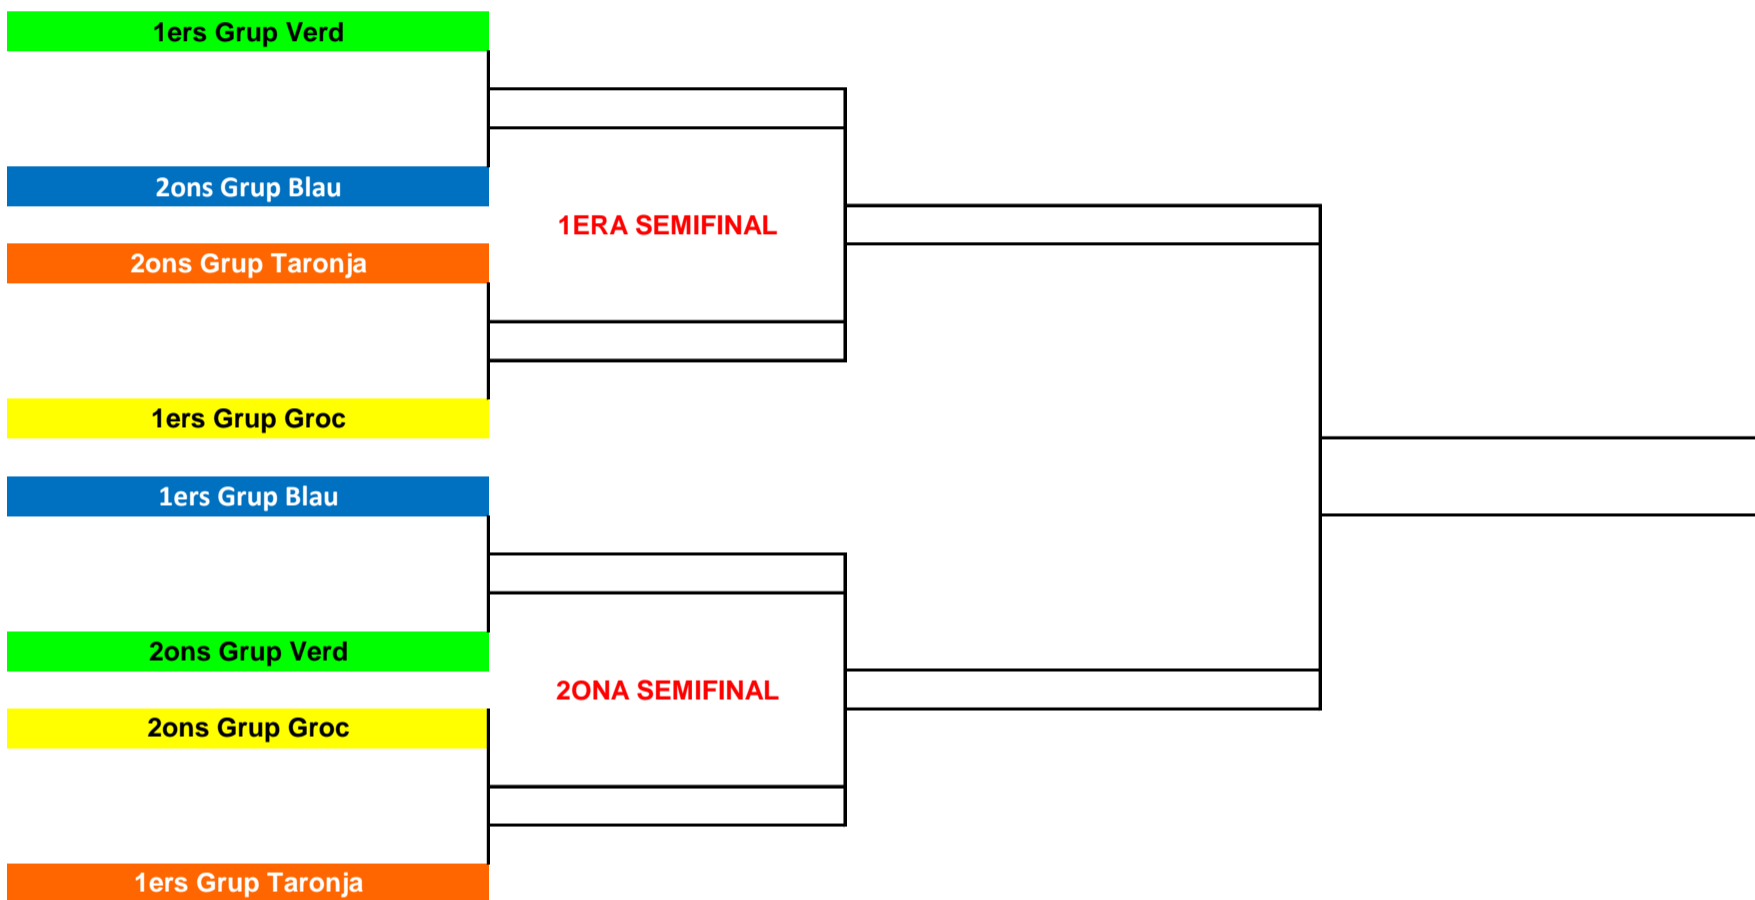 1ers Grup Verd
2ons Grup Blau
1ERA SEMIFINAL
2ons Grup Taronja
1ers Grup Groc
1ers Grup Blau
2ons Grup Verd
2ONA SEMIFINAL
2ons Grup Groc
1ers Grup Taronja